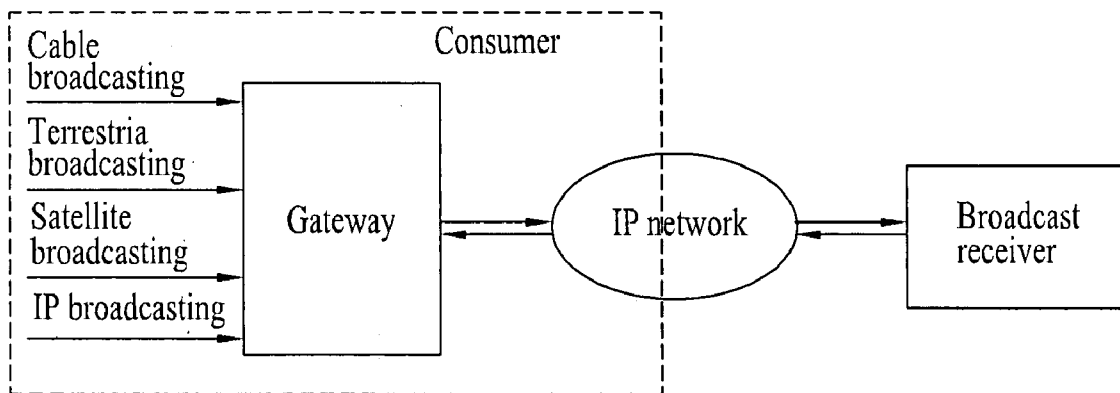 Consumer
Cable
broadcasting
Terrestria
broadcasting
Satellite
broadcasting
IP broadcasting
Gateway
IP network
Broadcast
receiver